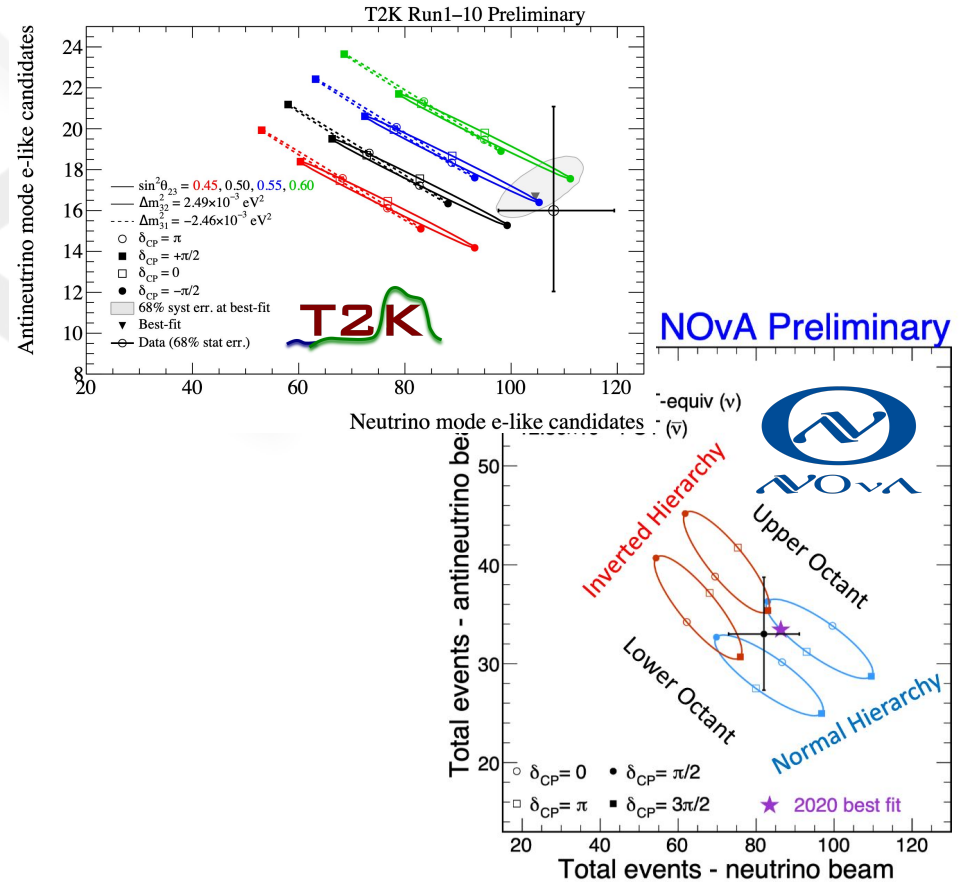 T2K Run1–10 Preliminary
Antineutrino mode e-like candidates
24
22
20
18
16
14
12
10
8
sin²θ₂₃ = 0.45, 0.50, 0.55, 0.60
Δm²₃₂ = 2.49×10⁻³ eV²
Δm²₃₁ = −2.46×10⁻³ eV²
δCP = π
δCP = +π/2
δCP = 0
δCP = −π/2
68% syst err. at best-fit
Best-fit
Data (68% stat err.)
T2K
20 40 60 80 100 120
Neutrino mode e-like candidates
NOvA Preliminary
-equiv (ν)
(ν̅)
NOνA
Total events - antineutrino bea
50
40
30
20
Inverted Hierarchy
Upper Octant
Lower Octant
Normal Hierarchy
δCP= 0 δCP= π/2
δCP= π δCP= 3π/2
2020 best fit
20 40 60 80 100 120
Total events - neutrino beam